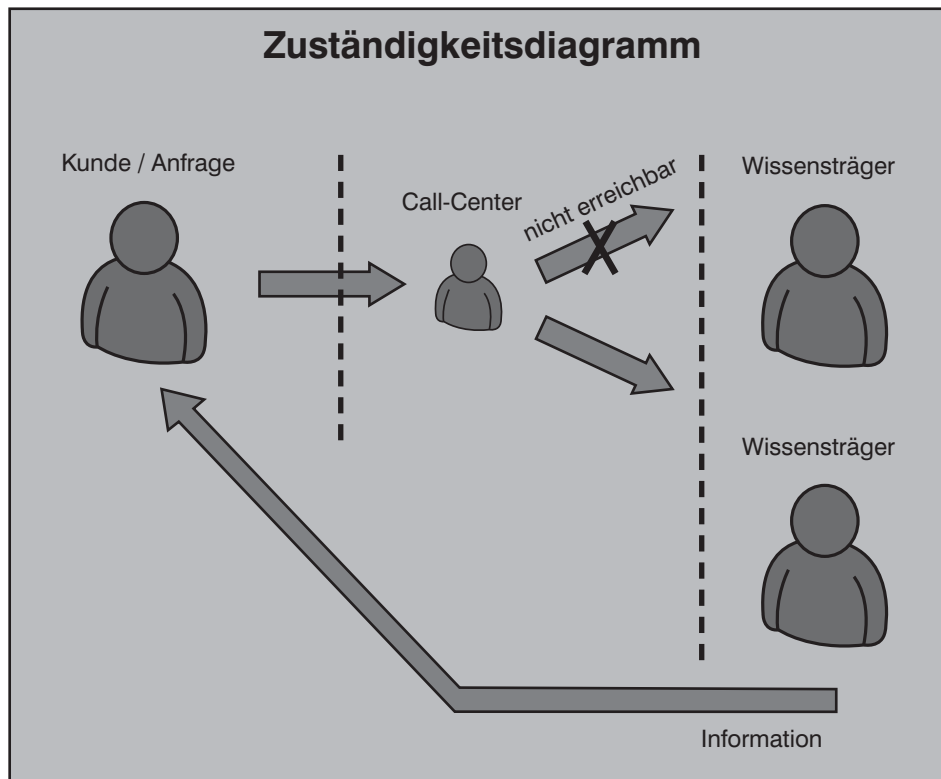 Zuständigkeitsdiagramm
Kunde / Anfrage
Call-Center
nicht erreichbar
Wissensträger
Wissensträger
Information